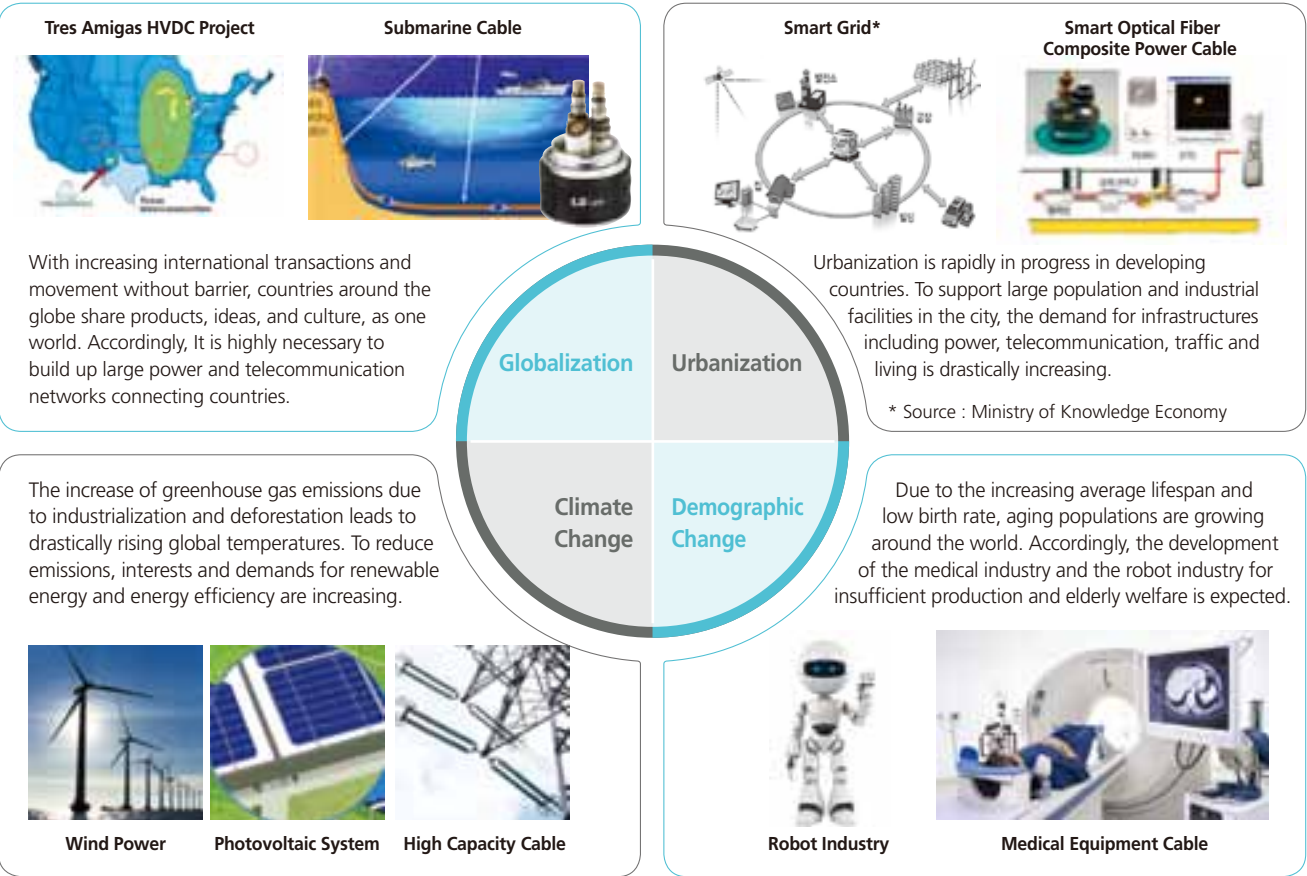 Tres Amigas HVDC Project
Submarine Cable
With increasing international transactions and
movement without barrier, countries around the
globe share products, ideas, and culture, as one
world. Accordingly, It is highly necessary to
build up large power and telecommunication
networks connecting countries.
Smart Grid*
Smart Optical Fiber
Composite Power Cable
발전소
공장
빌딩
Urbanization is rapidly in progress in developing
countries. To support large population and industrial
facilities in the city, the demand for infrastructures
including power, telecommunication, traffic and
living is drastically increasing.
* Source : Ministry of Knowledge Economy
Globalization
Urbanization
Climate
Change
Demographic
Change
The increase of greenhouse gas emissions due
to industrialization and deforestation leads to
drastically rising global temperatures. To reduce
emissions, interests and demands for renewable
energy and energy efficiency are increasing.
Wind Power
Photovoltaic System
High Capacity Cable
Due to the increasing average lifespan and
low birth rate, aging populations are growing
around the world. Accordingly, the development
of the medical industry and the robot industry for
insufficient production and elderly welfare is expected.
Robot Industry
Medical Equipment Cable